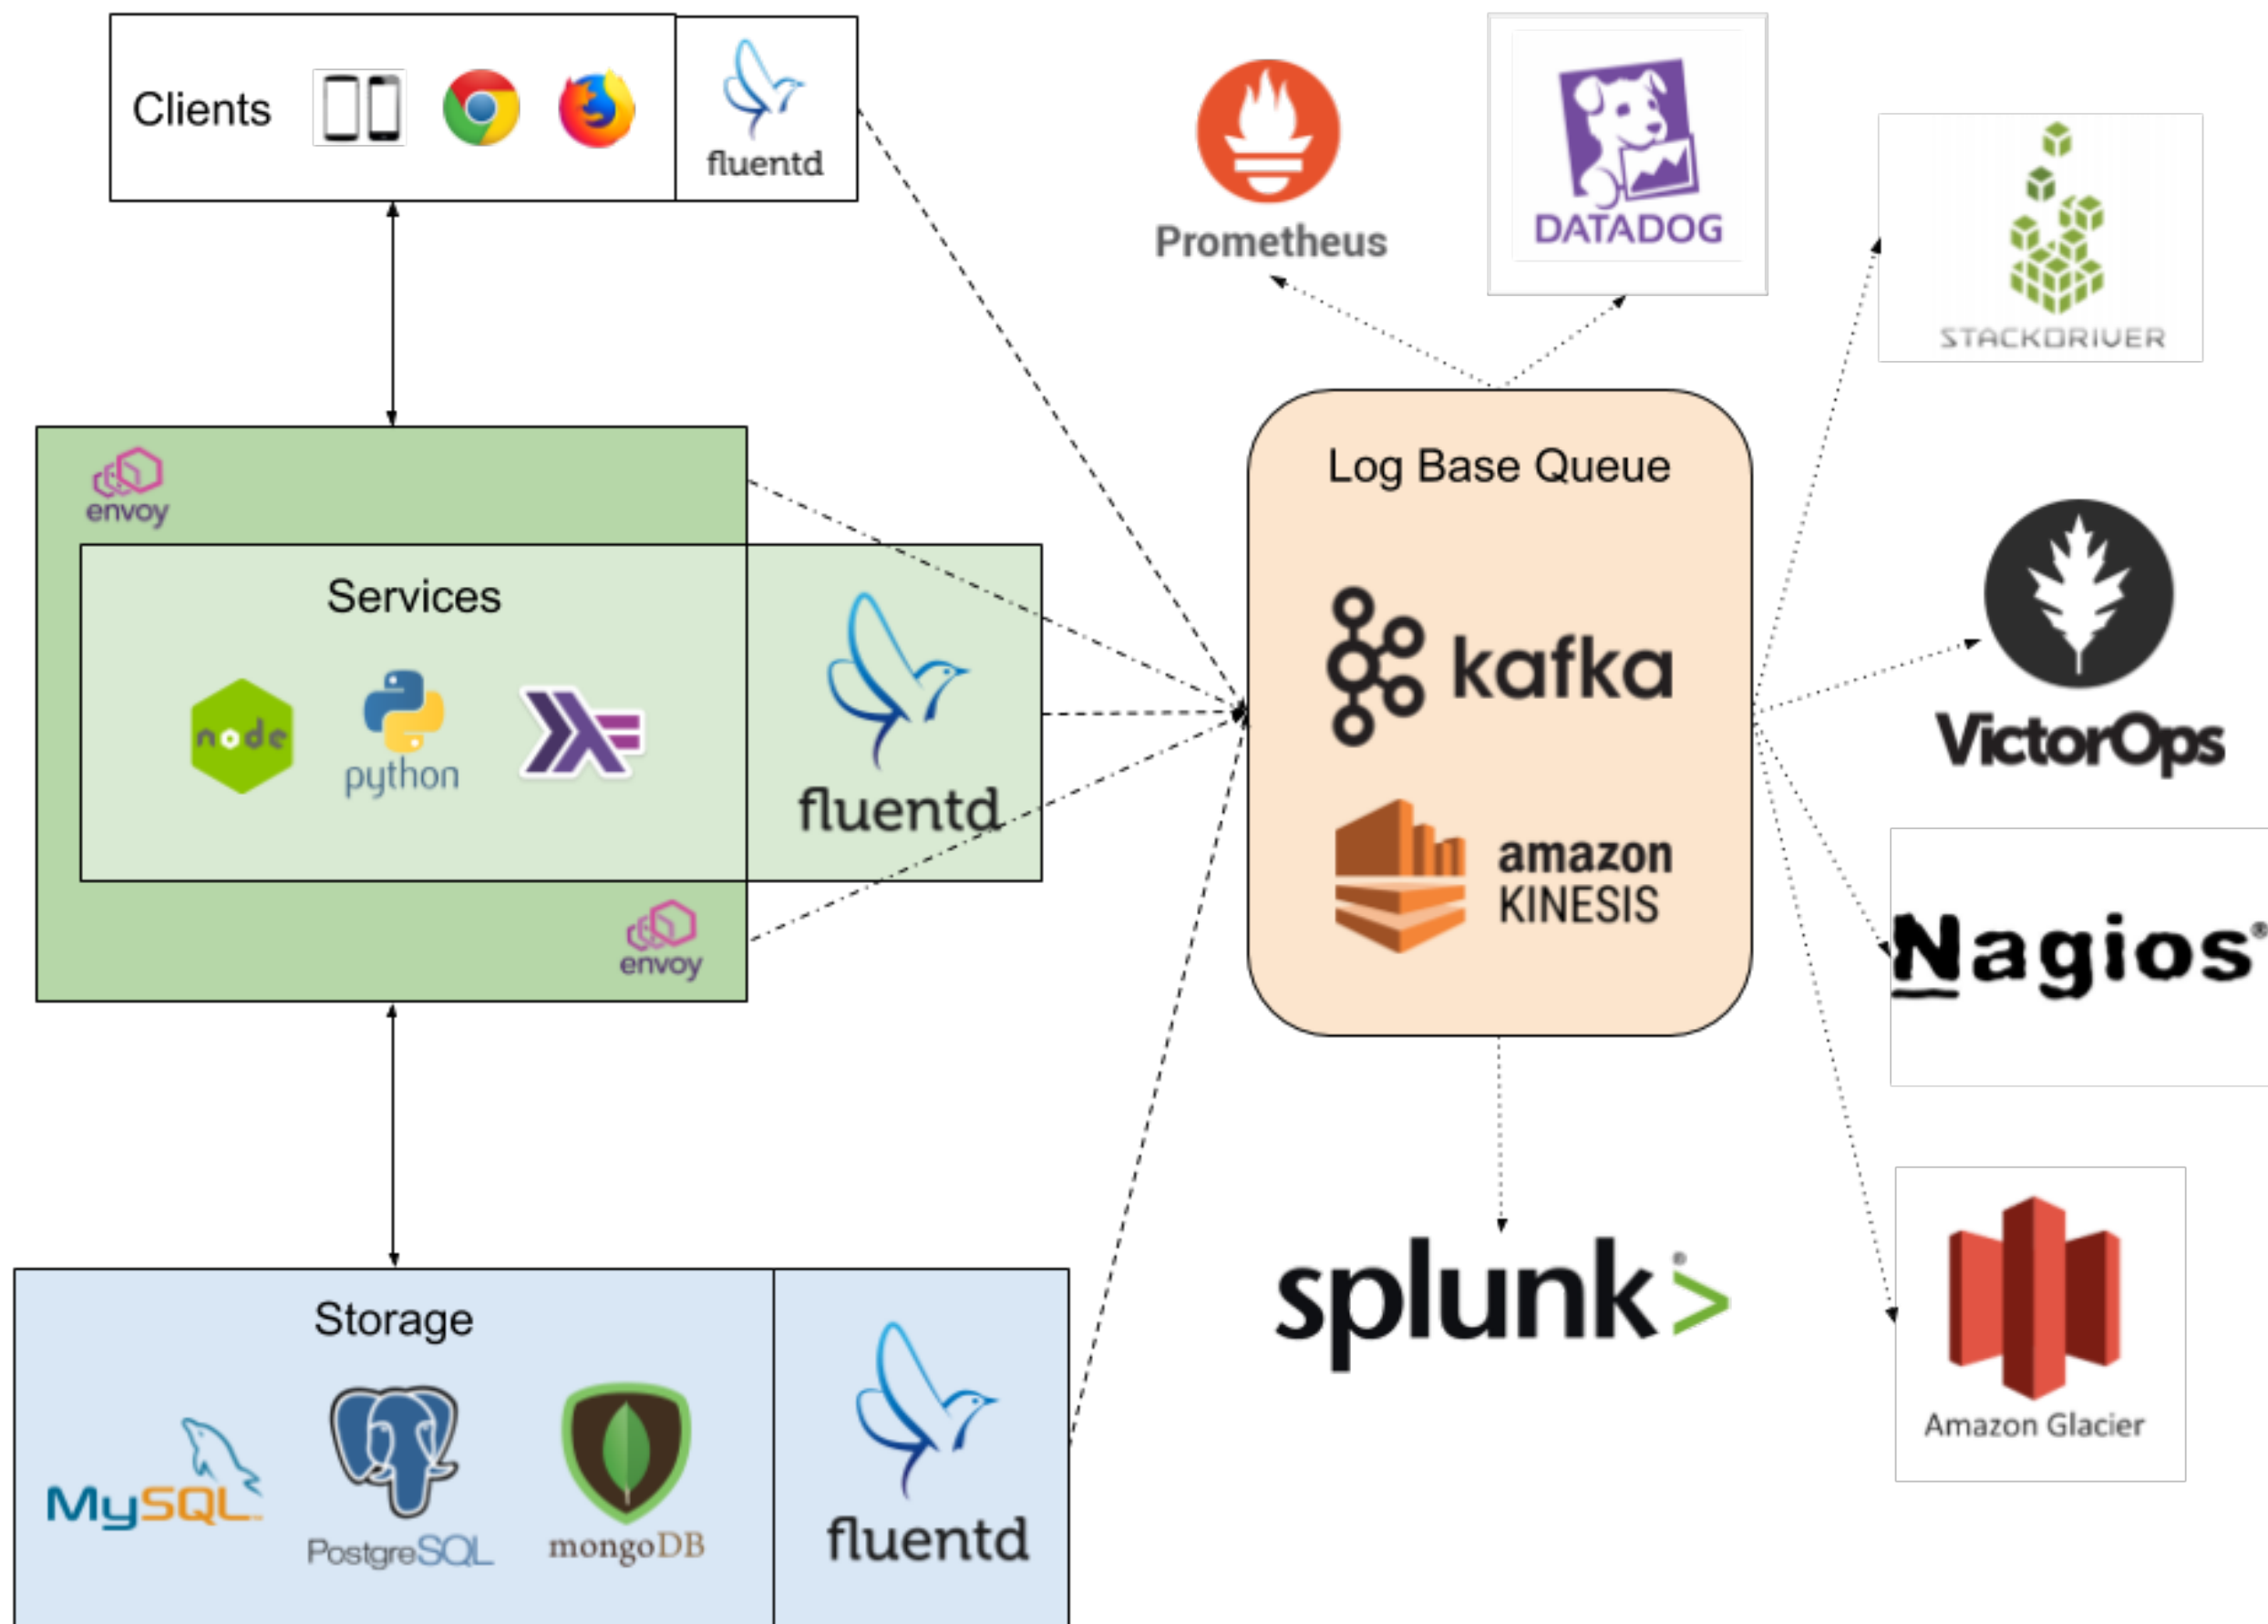 Clients
fluentd
Prometheus
DATADOG
STACKDRIVER
envoy
Services
node
python
fluentd
envoy
Log Base Queue
kafka
amazon
KINESIS
VictorOps
Nagios®
splunk>®
Amazon Glacier
Storage
MySQL™
PostgreSQL
mongoDB
fluentd